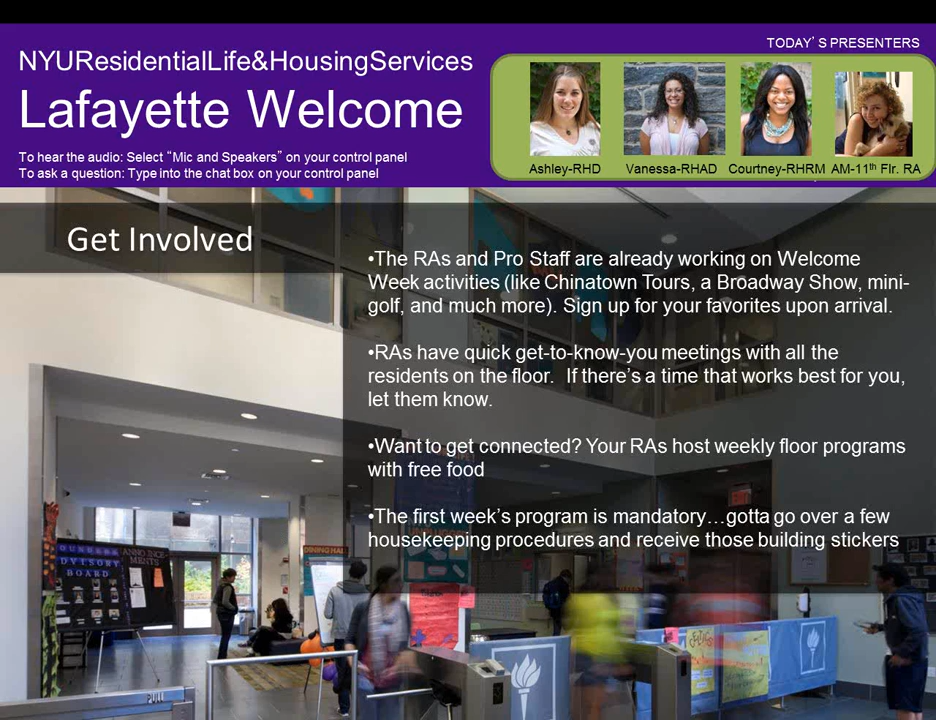 TODAY’S PRESENTERS
NYUResidentialLife&HousingServices
Lafayette Welcome
To hear the audio: Select “Mic and Speakers” on your control panel
To ask a question: Type into the chat box on your control panel
Ashley-RHD
Vanessa-RHAD
Courtney-RHRM
AM-11th Flr. RA
Get Involved
•The RAs and Pro Staff are already working on Welcome
Week activities (like Chinatown Tours, a Broadway Show, mini-
golf, and much more). Sign up for your favorites upon arrival.
•RAs have quick get-to-know-you meetings with all the
residents on the floor.  If there’s a time that works best for you,
let them know.
•Want to get connected? Your RAs host weekly floor programs
with free food
•The first week’s program is mandatory…gotta go over a few
housekeeping procedures and receive those building stickers
ANNOUNCE
MENTS
BOARD
PULL